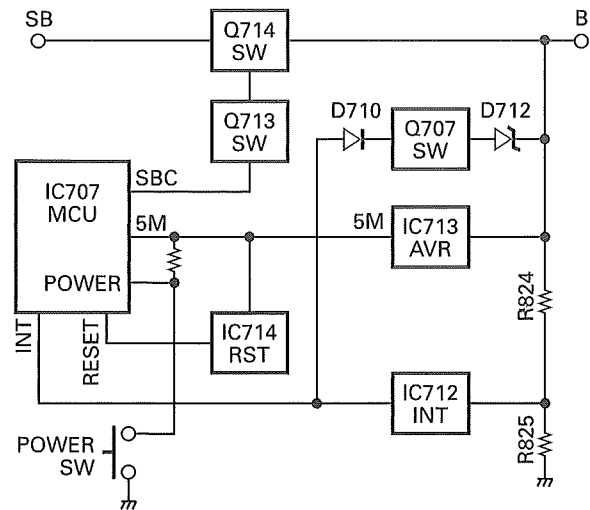 SB
B
Q714
SW
D710
D712
Q713
SW
Q707
SW
SBC
IC707
MCU
5M
5M
IC713
AVR
POWER
R824
INT
RESET
IC714
RST
IC712
INT
R825
POWER
SW